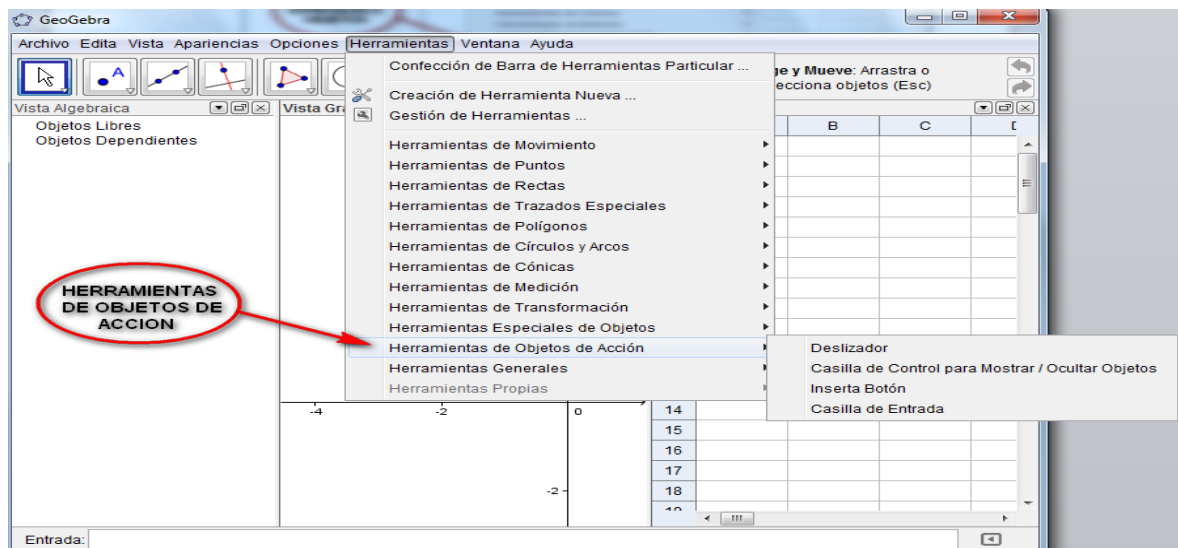 GeoGebra
Archivo Edita Vista Apariencias Opciones Herramientas Ventana Ayuda
A
ge y Mueve: Arrastra o
ecciona objetos (Esc)
Vista Algebraica
Vista Gra
Objetos Libres
Objetos Dependientes
Confección de Barra de Herramientas Particular ...
Creación de Herramienta Nueva ...
Gestión de Herramientas ...
Herramientas de Movimiento
Herramientas de Puntos
Herramientas de Rectas
Herramientas de Trazados Especiales
Herramientas de Polígonos
Herramientas de Círculos y Arcos
Herramientas de Cónicas
Herramientas de Medición
Herramientas de Transformación
Herramientas Especiales de Objetos
Herramientas de Objetos de Acción
Herramientas Generales
Herramientas Propias
Deslizador
Casilla de Control para Mostrar / Ocultar Objetos
Inserta Botón
Casilla de Entrada
HERRAMIENTAS
DE OBJETOS DE
ACCION
B C
-4 -2 0
-2
14
15
16
17
18
Entrada: